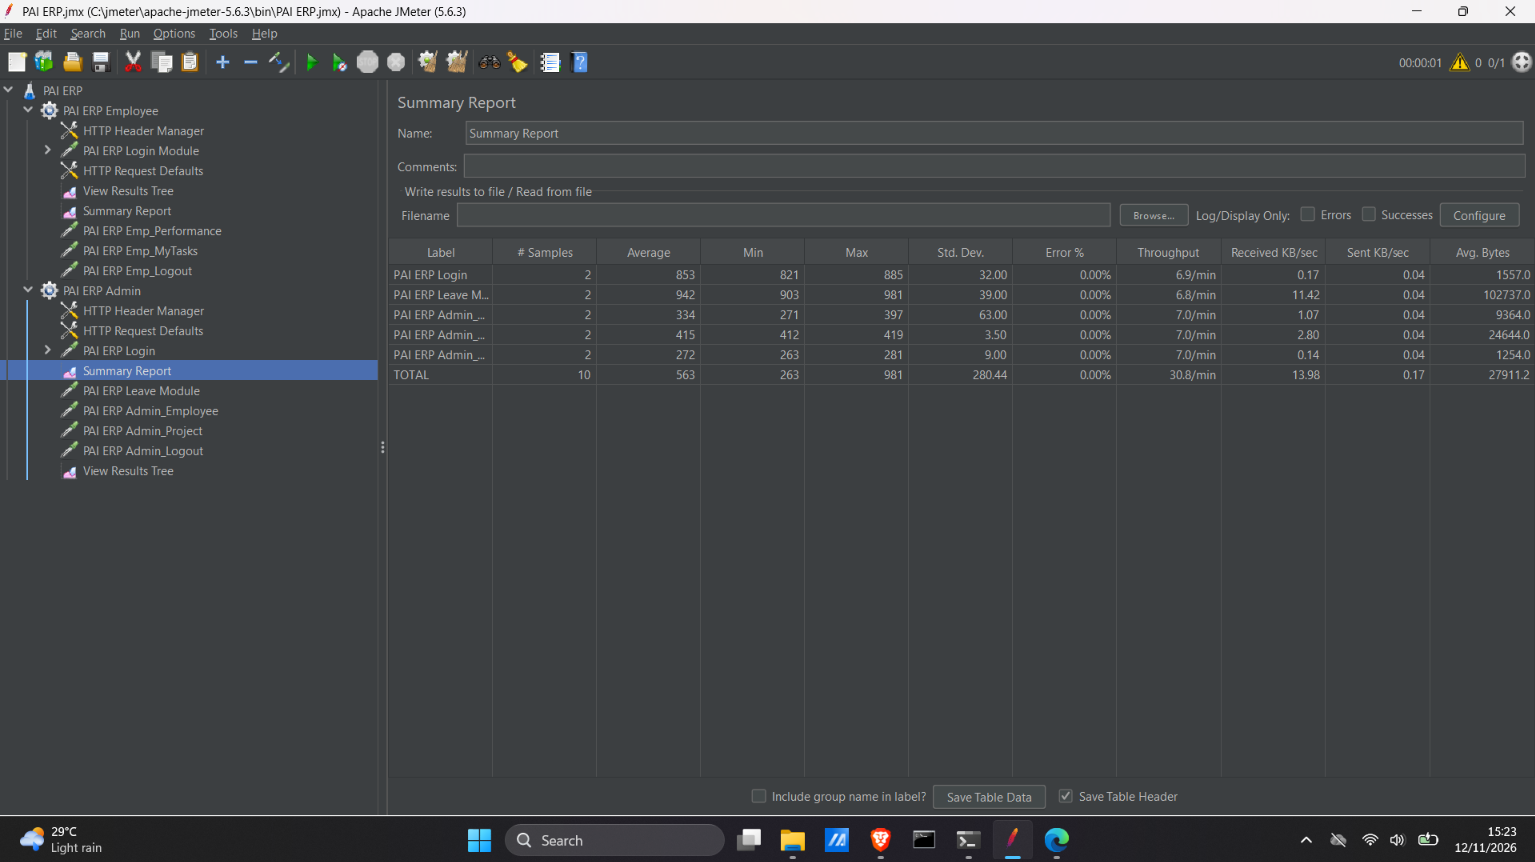 PAI ERP.jmx (C:\jmeter\apache-jmeter-5.6.3\bin\PAI ERP.jmx) - Apache JMeter (5.6.3)
File Edit Search Run Options Tools Help
00:00:01 0 0/1
PAI ERP
PAI ERP Employee
HTTP Header Manager
PAI ERP Login Module
HTTP Request Defaults
View Results Tree
Summary Report
PAI ERP Emp_Performance
PAI ERP Emp_MyTasks
PAI ERP Emp_Logout
PAI ERP Admin
HTTP Header Manager
HTTP Request Defaults
PAI ERP Login
Summary Report
PAI ERP Leave Module
PAI ERP Admin_Employee
PAI ERP Admin_Project
PAI ERP Admin_Logout
View Results Tree
Summary Report
Name: Summary Report
Comments:
Write results to file / Read from file
Filename Browse... Log/Display Only: Errors Successes Configure
Label # Samples Average Min Max Std. Dev. Error % Throughput Received KB/sec Sent KB/sec Avg. Bytes
PAI ERP Login 2 853 821 885 32.00 0.00% 6.9/min 0.17 0.04 1557.0
PAI ERP Leave M... 2 942 903 981 39.00 0.00% 6.8/min 11.42 0.04 102737.0
PAI ERP Admin_... 2 334 271 397 63.00 0.00% 7.0/min 1.07 0.04 9364.0
PAI ERP Admin_... 2 415 412 419 3.50 0.00% 7.0/min 2.80 0.04 24644.0
PAI ERP Admin_... 2 272 263 281 9.00 0.00% 7.0/min 0.14 0.04 1254.0
TOTAL 10 563 263 981 280.44 0.00% 30.8/min 13.98 0.17 27911.2
Include group name in label? Save Table Data Save Table Header
29°C
Light rain
Search
15:23
12/11/2026